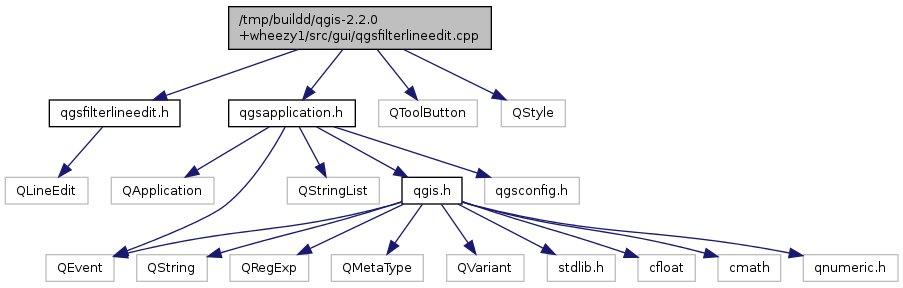 /tmp/buildd/qgis-2.2.0
+wheezy1/src/gui/qgsfilterlineedit.cpp
qgsfilterlineedit.h
qgsapplication.h
QToolButton
QStyle
QLineEdit
QApplication
QStringList
qgis.h
qgsconfig.h
QEvent
QString
QRegExp
QMetaType
QVariant
stdlib.h
cfloat
cmath
qnumeric.h